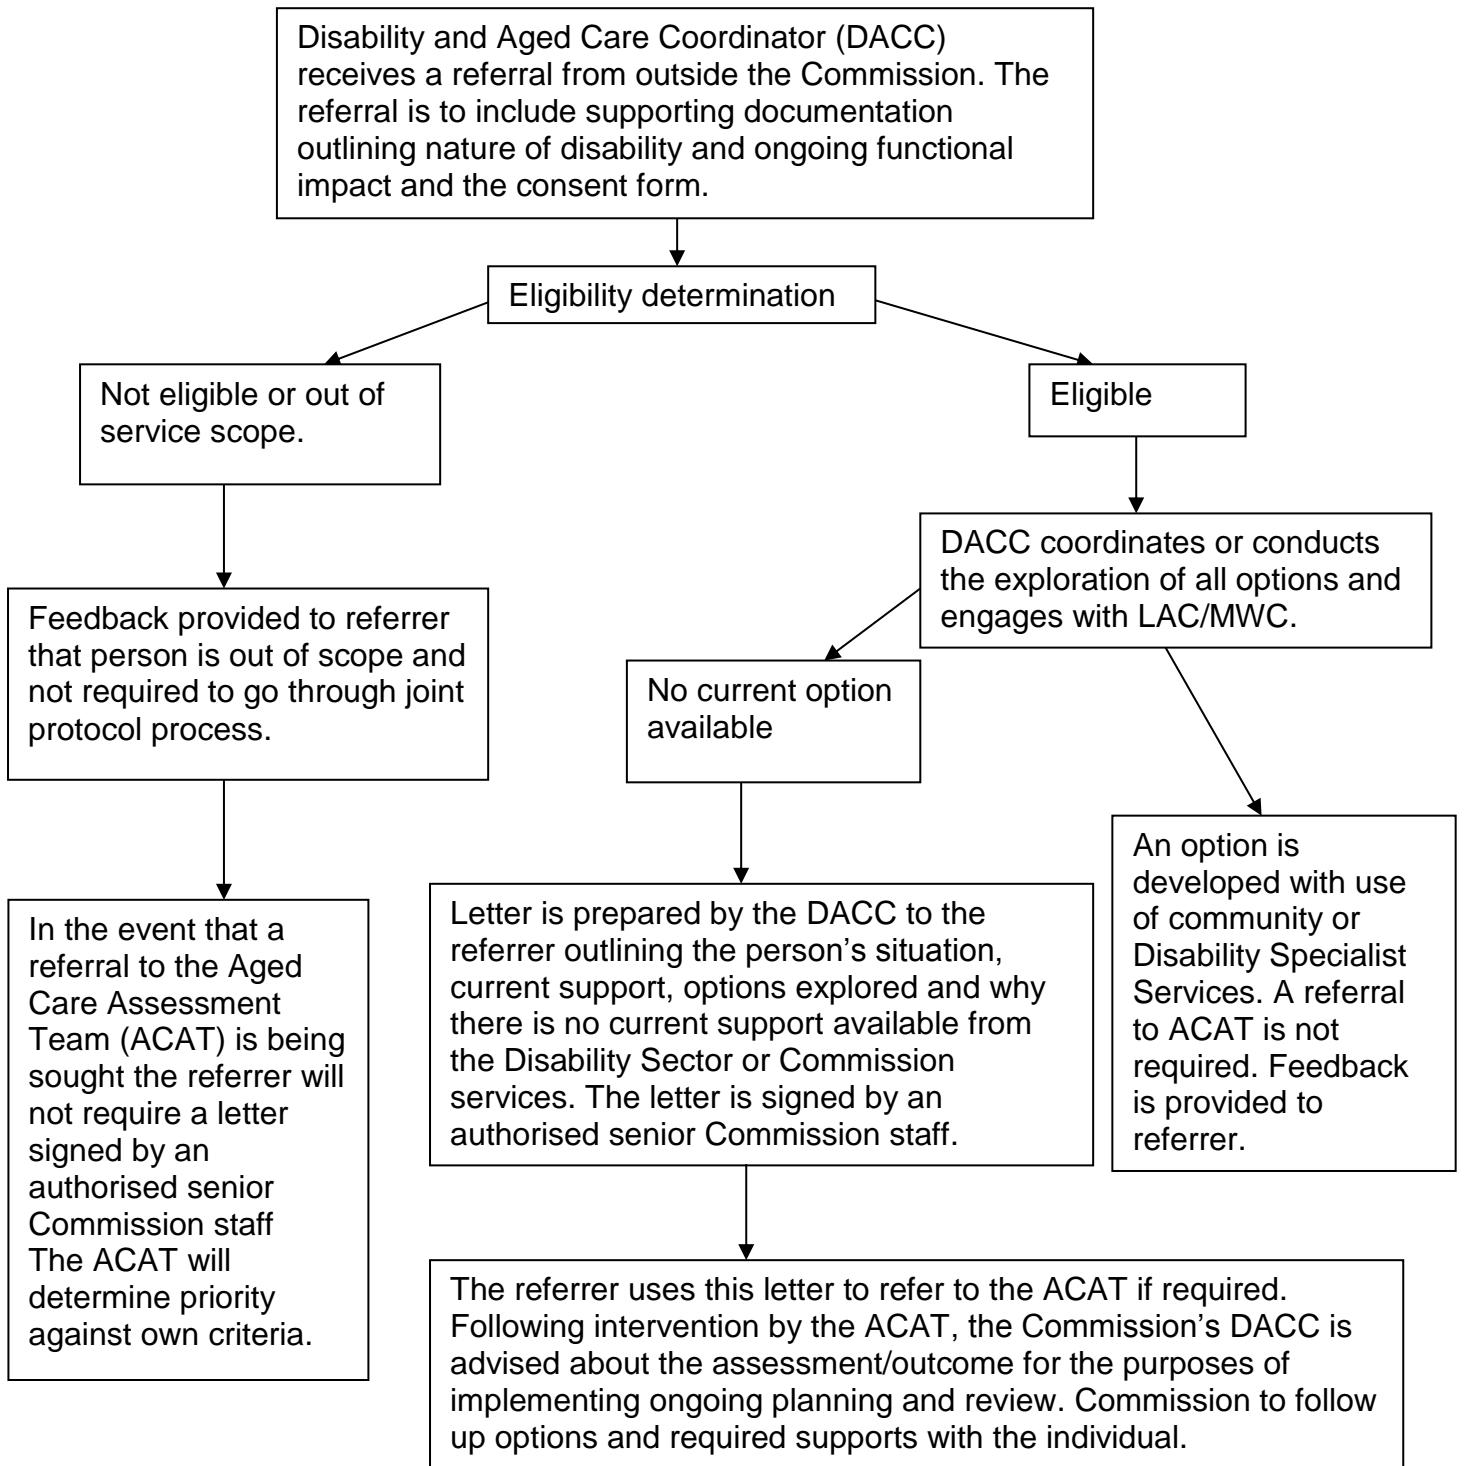 Disability and Aged Care Coordinator (DACC)
receives a referral from outside the Commission. The
referral is to include supporting documentation
outlining nature of disability and ongoing functional
impact and the consent form.
Eligibility determination
Not eligible or out of
service scope.
Eligible
DACC coordinates or conducts
the exploration of all options and
engages with LAC/MWC.
Feedback provided to referrer
that person is out of scope and
not required to go through joint
protocol process.
No current option
available
An option is
developed with use
of community or
Disability Specialist
Services. A referral
to ACAT is not
required. Feedback
is provided to
referrer.
In the event that a
referral to the Aged
Care Assessment
Team (ACAT) is being
sought the referrer will
not require a letter
signed by an
authorised senior
Commission staff
The ACAT will
determine priority
against own criteria.
Letter is prepared by the DACC to the
referrer outlining the person’s situation,
current support, options explored and why
there is no current support available from
the Disability Sector or Commission
services. The letter is signed by an
authorised senior Commission staff.
The referrer uses this letter to refer to the ACAT if required.
Following intervention by the ACAT, the Commission’s DACC is
advised about the assessment/outcome for the purposes of
implementing ongoing planning and review. Commission to follow
up options and required supports with the individual.